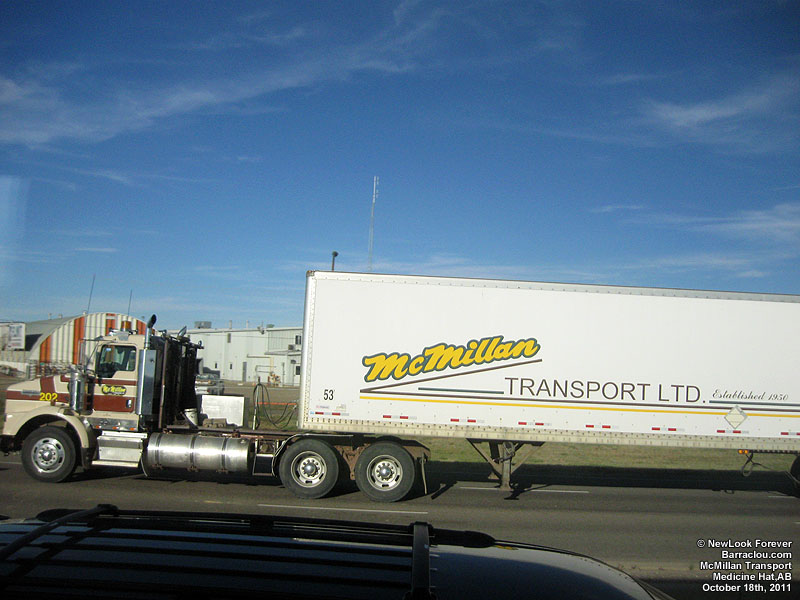 McMillan
TRANSPORT LTD. Established 1950
53'
202
McMillan
© NewLook Forever
Barraclou.com
McMillan Transport
Medicine Hat,AB
October 18th, 2011